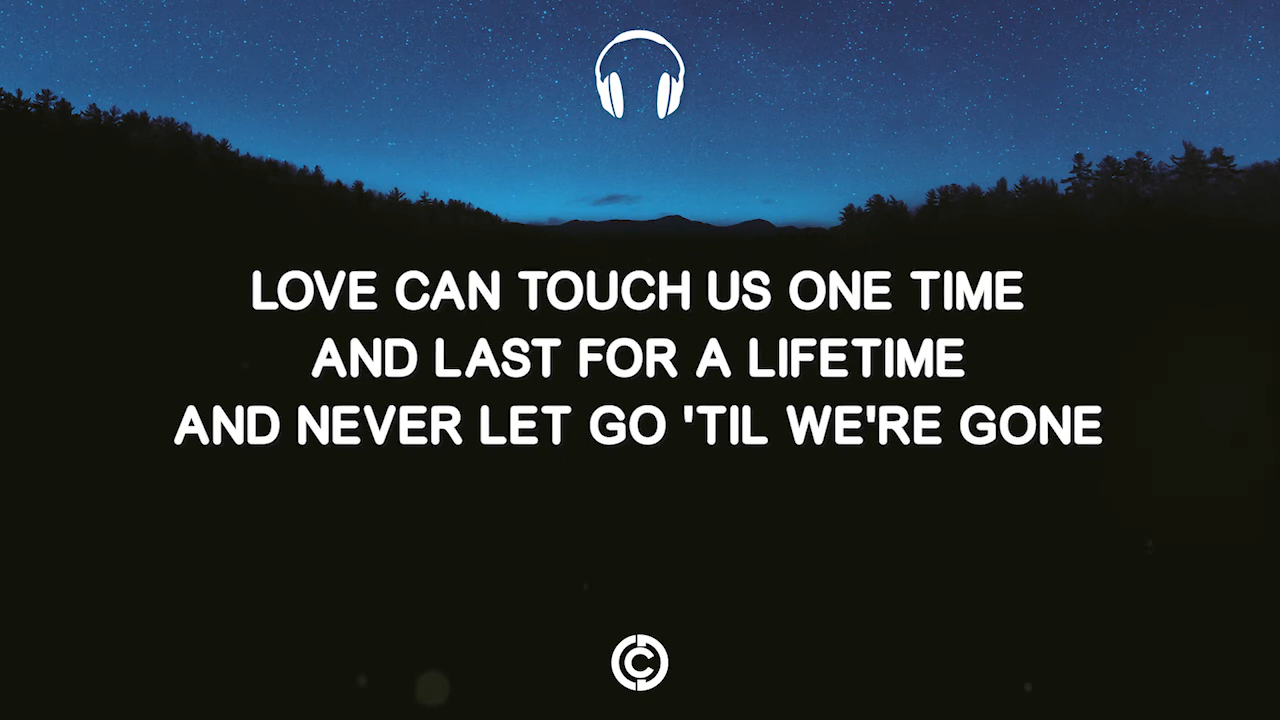 LOVE CAN TOUCH US ONE TIME
AND LAST FOR A LIFETIME
AND NEVER LET GO 'TIL WE'RE GONE